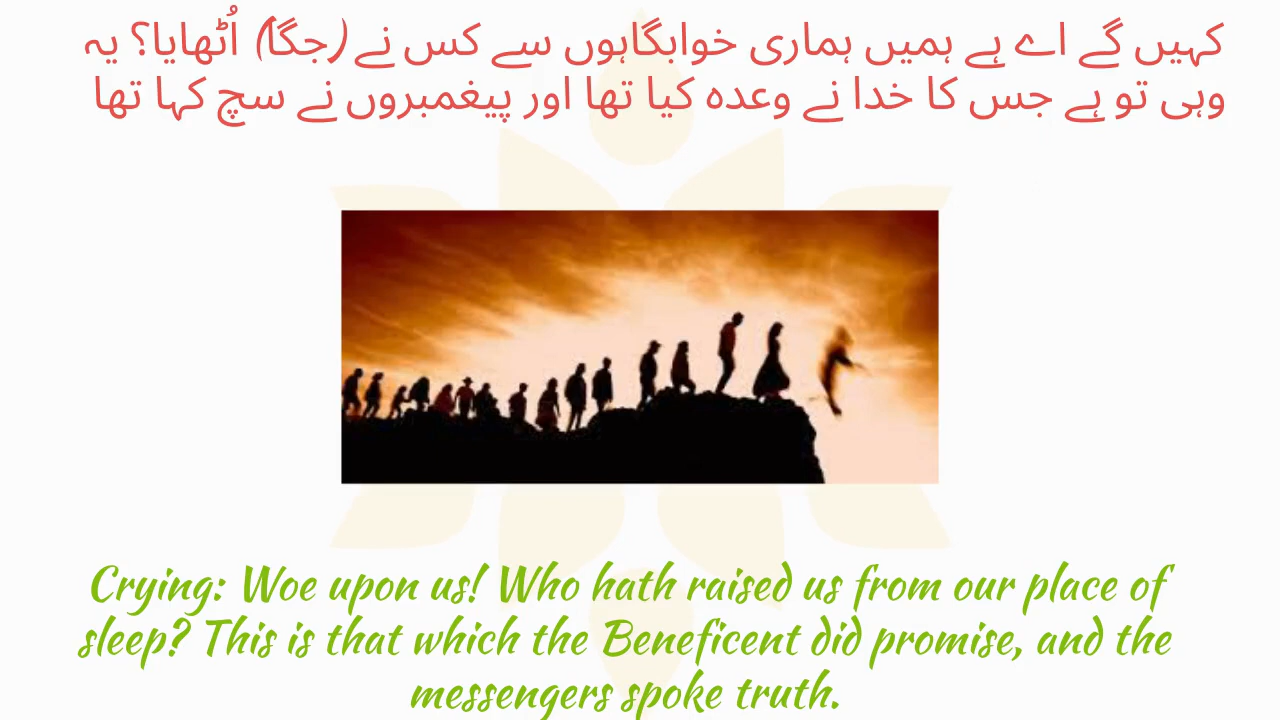 کہیں گے اے ہے ہمیں ہماری خوابگاہوں سے کس نے (جگا) اُٹھایا؟ یہ
وہی تو ہے جس کا خدا نے وعدہ کیا تھا اور پیغمبروں نے سچ کہا تھا
Crying: Woe upon us! Who hath raised us from our place of
sleep? This is that which the Beneficent did promise, and the
messengers spoke truth.